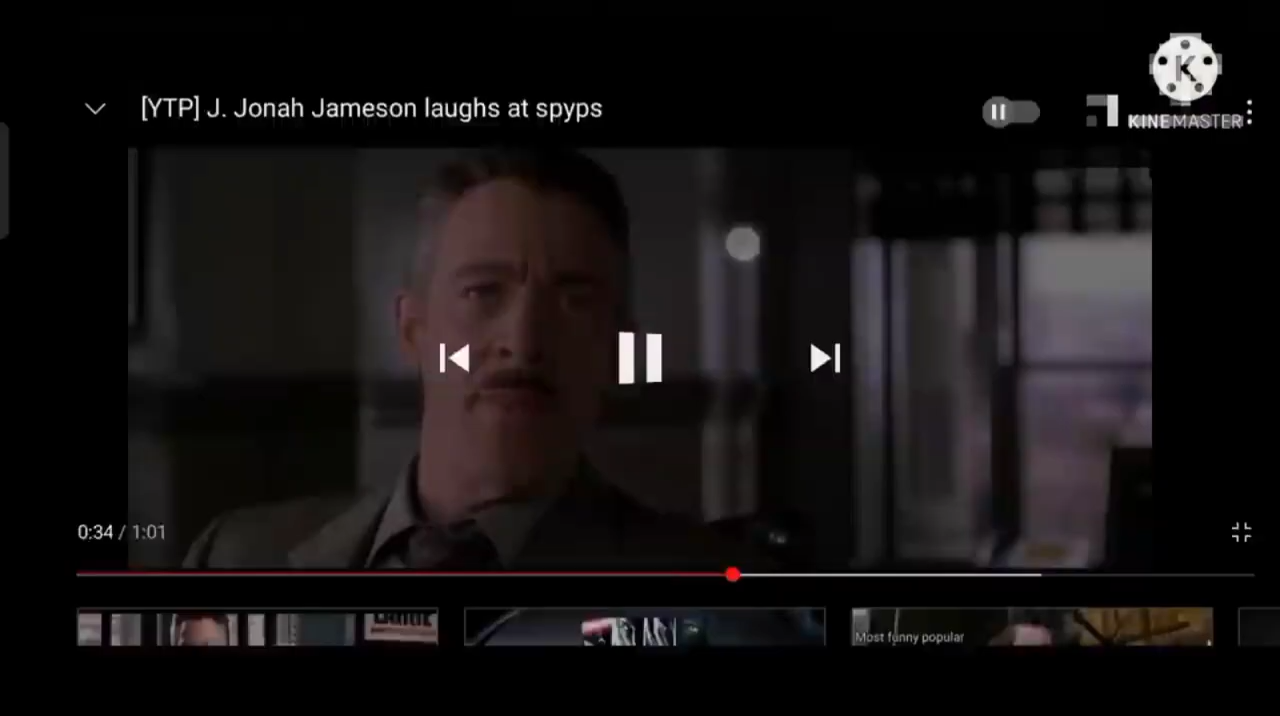 [YTP] J. Jonah Jameson laughs at spyps
K
KINEMASTER
0:34 / 1:01
Most funny popular